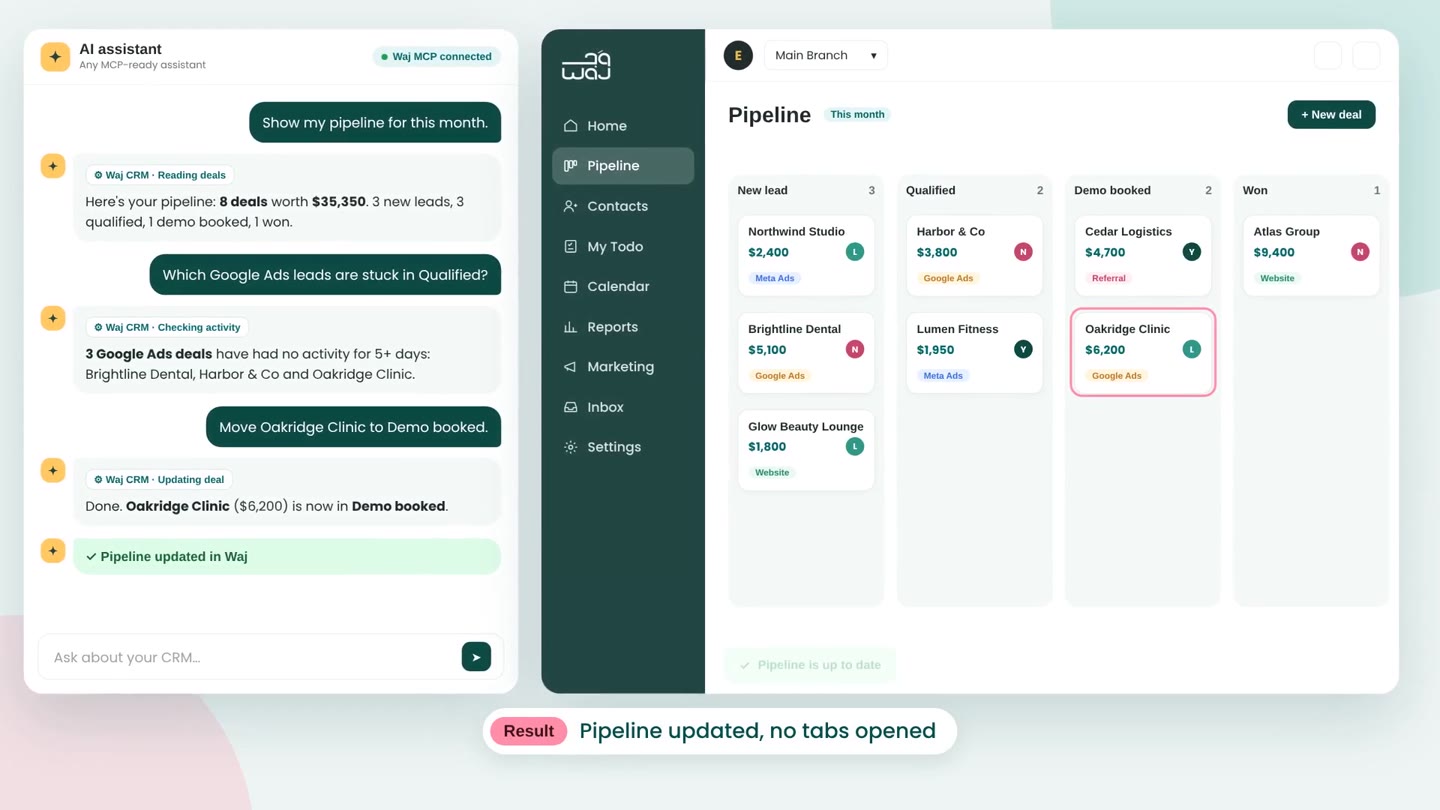 AI assistant
Any MCP-ready assistant
Waj MCP connected
Show my pipeline for this month.
Waj CRM · Reading deals
Here's your pipeline: 8 deals worth $35,350. 3 new leads, 3
qualified, 1 demo booked, 1 won.
Which Google Ads leads are stuck in Qualified?
Waj CRM · Checking activity
3 Google Ads deals have had no activity for 5+ days:
Brightline Dental, Harbor & Co and Oakridge Clinic.
Move Oakridge Clinic to Demo booked.
Waj CRM · Updating deal
Done. Oakridge Clinic ($6,200) is now in Demo booked.
✓ Pipeline updated in Waj
Ask about your CRM...
waj
Home
Pipeline
Contacts
My Todo
Calendar
Reports
Marketing
Inbox
Settings
E
Main Branch
Pipeline
This month
+ New deal
New lead 3
Northwind Studio
$2,400
L
Meta Ads
Brightline Dental
$5,100
N
Google Ads
Glow Beauty Lounge
$1,800
L
Website
Qualified 2
Harbor & Co
$3,800
N
Google Ads
Lumen Fitness
$1,950
Y
Meta Ads
Demo booked 2
Cedar Logistics
$4,700
Y
Referral
Oakridge Clinic
$6,200
L
Google Ads
Won 1
Atlas Group
$9,400
N
Website
✓ Pipeline is up to date
Result
Pipeline updated, no tabs opened